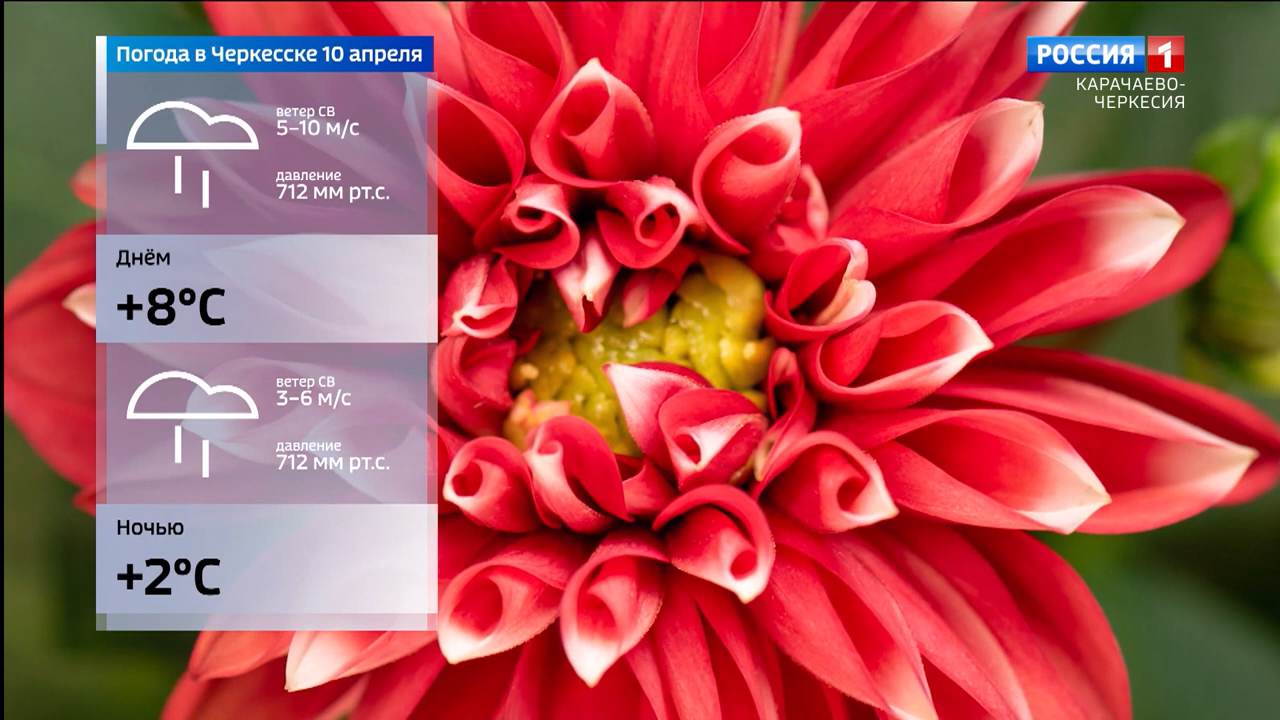 Погода в Черкесске 10 апреля
РОССИЯ 1
КАРАЧАЕВО-
ЧЕРКЕСИЯ
ветер СВ
5–10 м/с
давление
712 мм рт.с.
Днём
+8°C
ветер СВ
3–6 м/с
давление
712 мм рт.с.
Ночью
+2°C